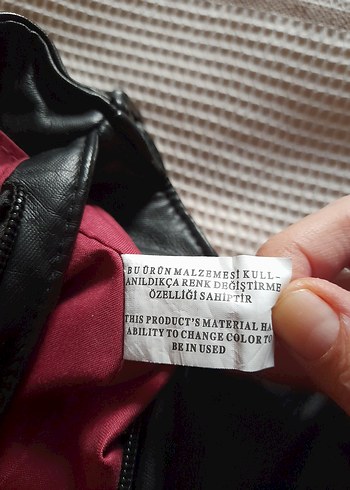 BU ÜRÜN MALZEMESİ KULL-
ANILDIKÇA RENK DEĞİŞTİRME
ÖZELLİĞİ SAHİPTİR
THIS PRODUCT'S MATERIAL HA
ABILITY TO CHANGE COLOR TO
BE IN USED